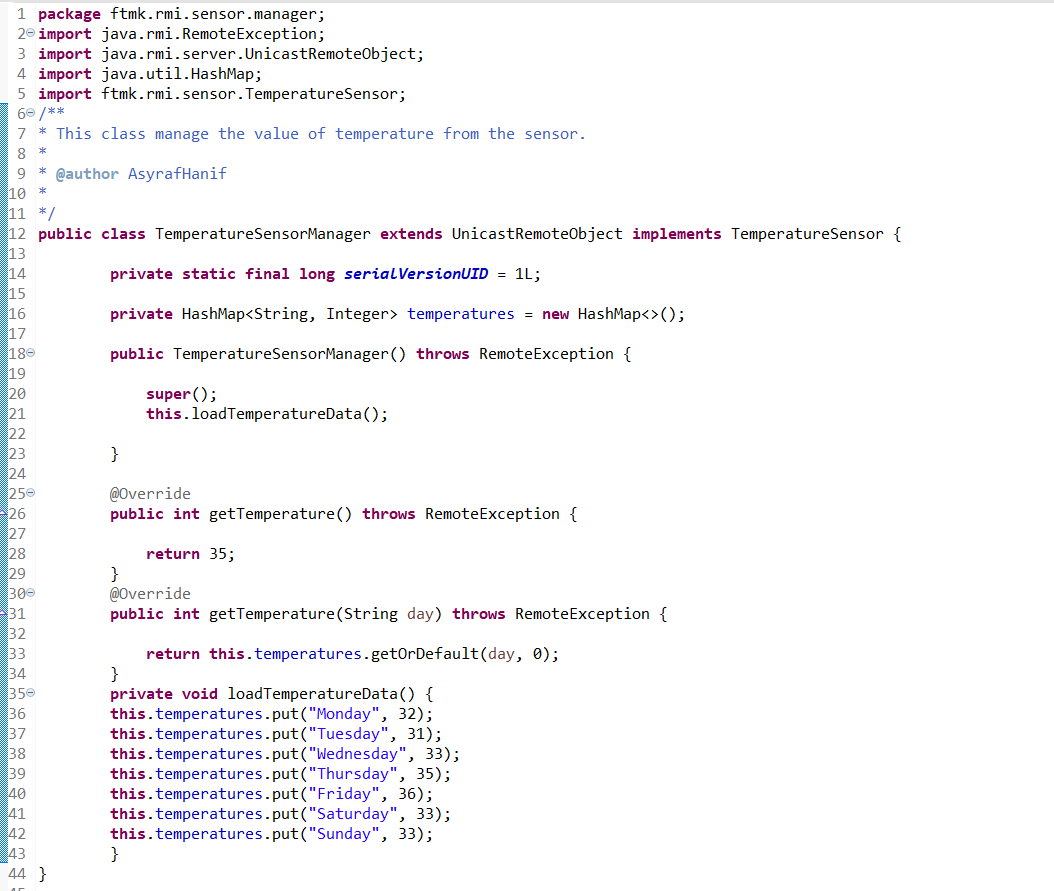 1 package ftmk.rmi.sensor.manager;
2 import java.rmi.RemoteException;
3 import java.rmi.server.UnicastRemoteObject;
4 import java.util.HashMap;
5 import ftmk.rmi.sensor.TemperatureSensor;
6 /**
7 * This class manage the value of temperature from the sensor.
8 *
9 * @author AsyrafHanif
10 *
11 */
12 public class TemperatureSensorManager extends UnicastRemoteObject implements TemperatureSensor {
13
14 private static final long serialVersionUID = 1L;
15
16 private HashMap<String, Integer> temperatures = new HashMap<>();
17
18 public TemperatureSensorManager() throws RemoteException {
19
20 super();
21 this.loadTemperatureData();
22
23 }
24
25 @Override
26 public int getTemperature() throws RemoteException {
27
28 return 35;
29 }
30 @Override
31 public int getTemperature(String day) throws RemoteException {
32
33 return this.temperatures.getOrDefault(day, 0);
34 }
35 private void loadTemperatureData() {
36 this.temperatures.put("Monday", 32);
37 this.temperatures.put("Tuesday", 31);
38 this.temperatures.put("Wednesday", 33);
39 this.temperatures.put("Thursday", 35);
40 this.temperatures.put("Friday", 36);
41 this.temperatures.put("Saturday", 33);
42 this.temperatures.put("Sunday", 33);
43 }
44 }